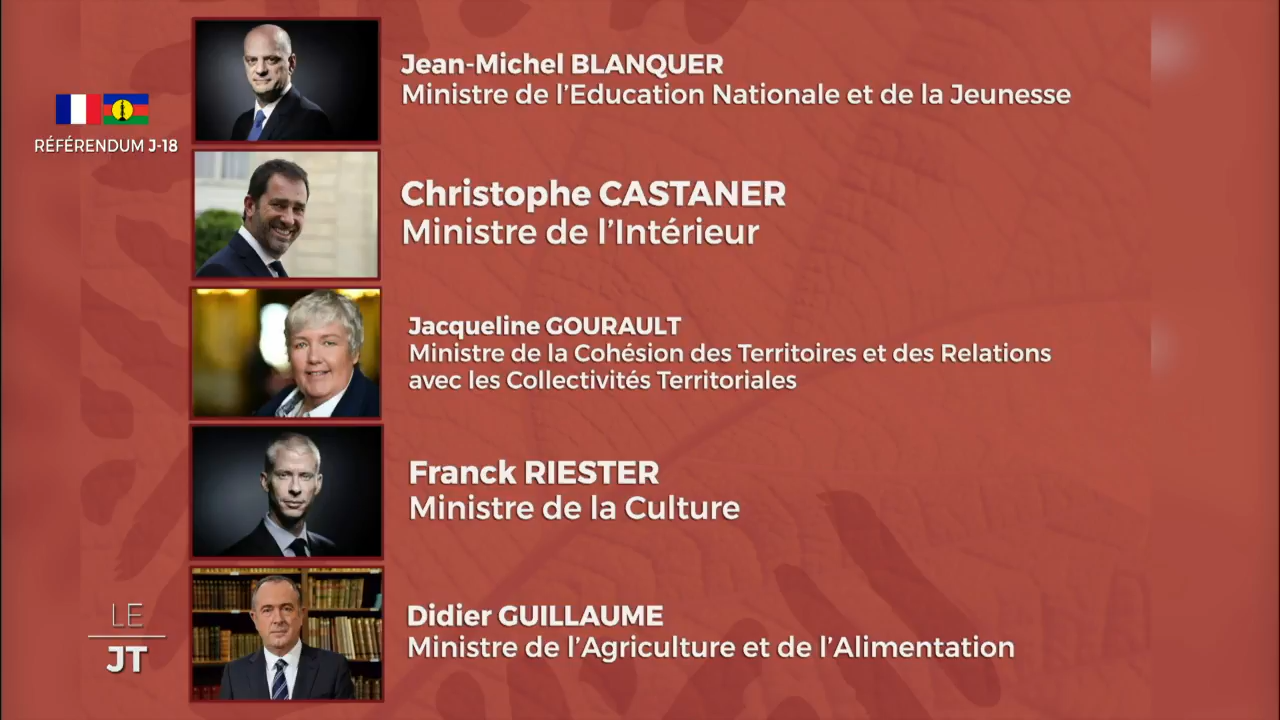 Jean-Michel BLANQUER
Ministre de l'Education Nationale et de la Jeunesse
RÉFÉRENDUM J-18
Christophe CASTANER
Ministre de l'Intérieur
Jacqueline GOURAULT
Ministre de la Cohésion des Territoires et des Relations
avec les Collectivités Territoriales
Franck RIESTER
Ministre de la Culture
Didier GUILLAUME
Ministre de l'Agriculture et de l'Alimentation
LE
JT